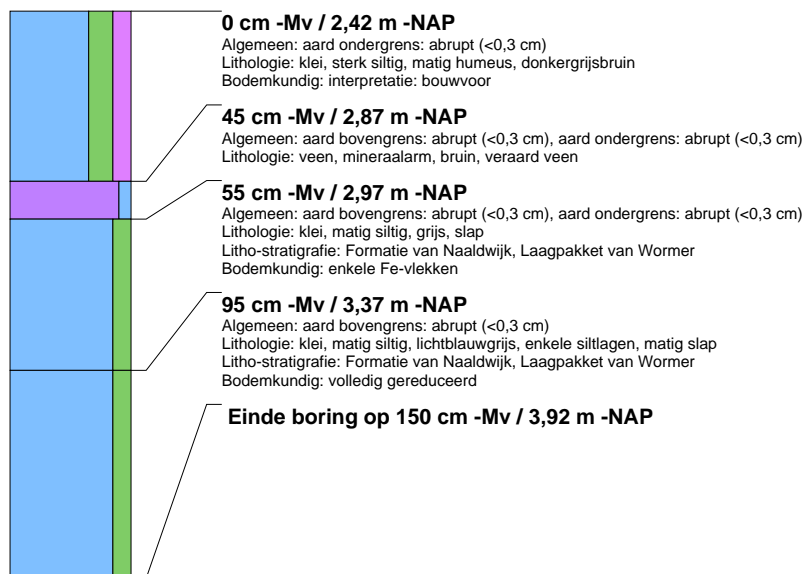 0 cm -Mv / 2,42 m -NAP
Algemeen: aard ondergrens: abrupt (<0,3 cm)
Lithologie: klei, sterk siltig, matig humeus, donkergrijsbruin
Bodemkundig: interpretatie: bouwvoor
45 cm -Mv / 2,87 m -NAP
Algemeen: aard bovengrens: abrupt (<0,3 cm), aard ondergrens: abrupt (<0,3 cm)
Lithologie: veen, mineraalarm, bruin, veraard veen
55 cm -Mv / 2,97 m -NAP
Algemeen: aard bovengrens: abrupt (<0,3 cm), aard ondergrens: abrupt (<0,3 cm)
Lithologie: klei, matig siltig, grijs, slap
Litho-stratigrafie: Formatie van Naaldwijk, Laagpakket van Wormer
Bodemkundig: enkele Fe-vlekken
95 cm -Mv / 3,37 m -NAP
Algemeen: aard bovengrens: abrupt (<0,3 cm)
Lithologie: klei, matig siltig, lichtblauwgrijs, enkele siltlagen, matig slap
Litho-stratigrafie: Formatie van Naaldwijk, Laagpakket van Wormer
Bodemkundig: volledig gereduceerd
Einde boring op 150 cm -Mv / 3,92 m -NAP